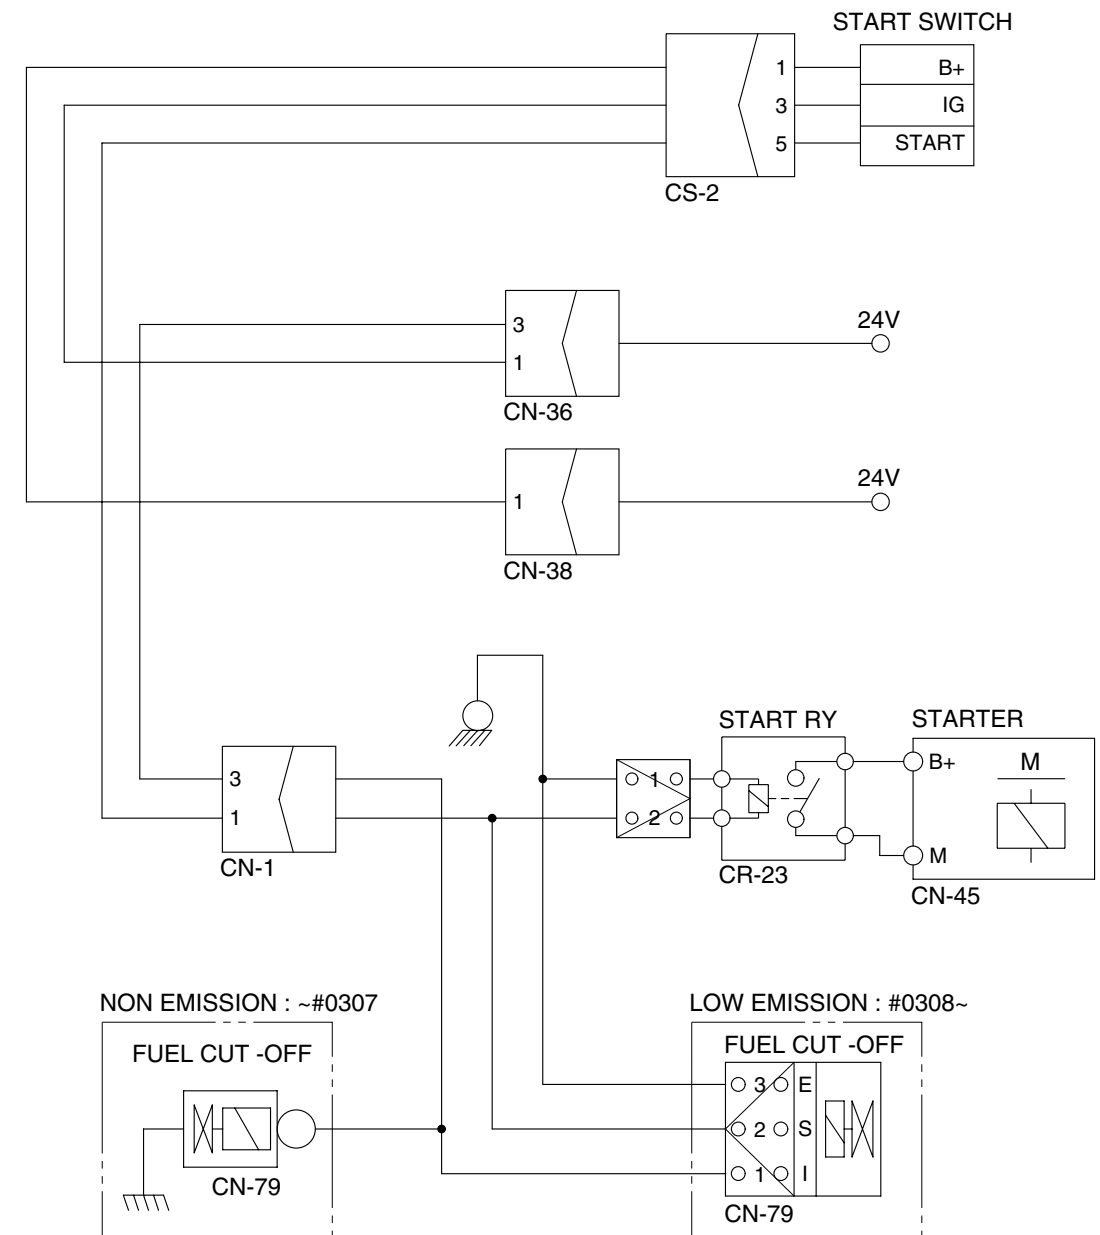 START SWITCH
1 B+
3 IG
5 START
CS-2
3
1
24V
CN-36
1
24V
CN-38
START RY
STARTER
3
1
CN-1
1
2
CR-23
B+
M
M
CN-45
NON EMISSION : ~#0307
FUEL CUT -OFF
CN-79
LOW EMISSION : #0308~
FUEL CUT -OFF
3 E
2 S
1 I
CN-79